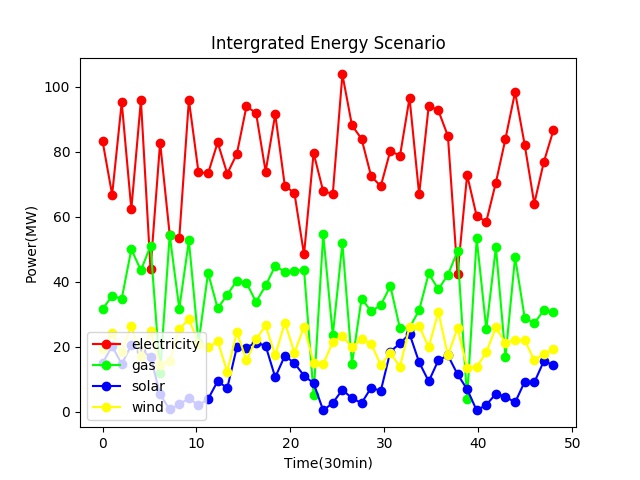 Intergrated Energy Scenario
Power(MW)
100
80
60
40
20
0
electricity
gas
solar
wind
0 10 20 30 40 50
Time(30min)